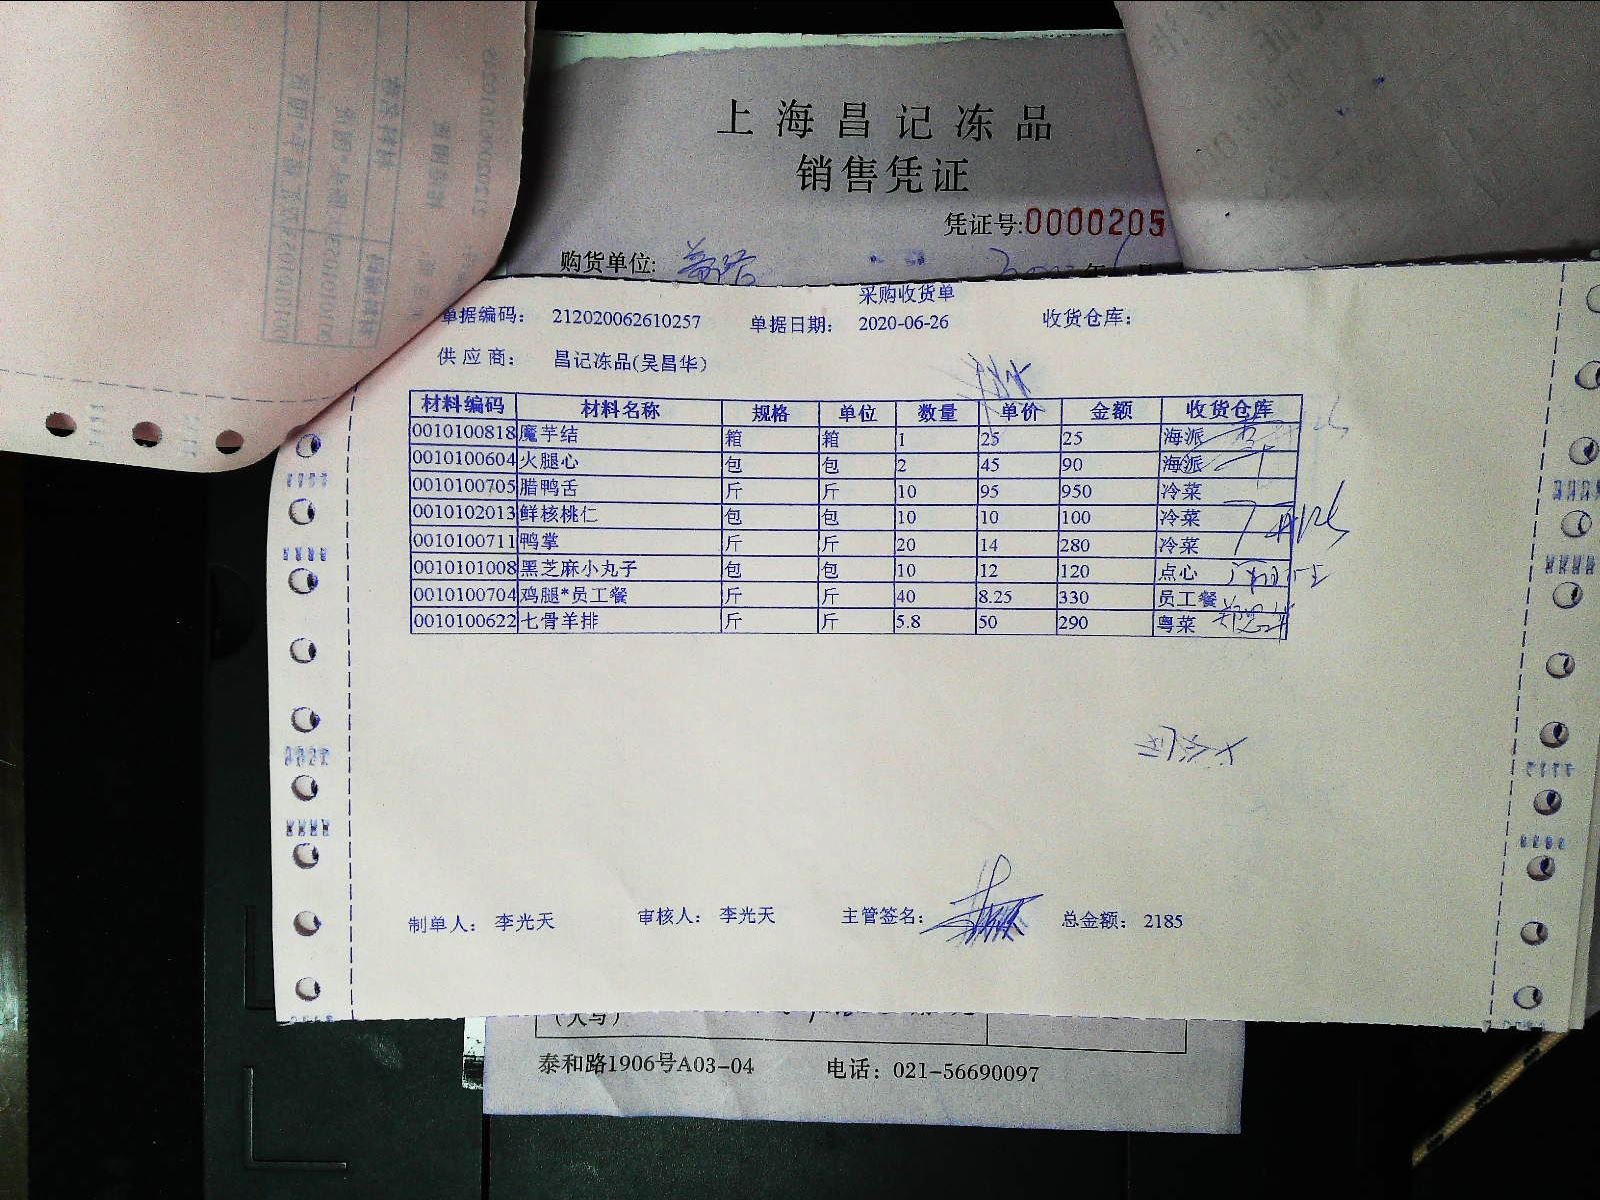 上海昌记冻品
销售凭证
凭证号:0000205
购货单位:
采购收货单
单据编码： 212020062610257 单据日期： 2020-06-26 收货仓库：
供应商： 昌记冻品(吴昌华)
材料编码 材料名称 规格 单位 数量 单价 金额 收货仓库
0010100818 魔芋结 箱 箱 1 25 25 海派
0010100604 火腿心 包 包 2 45 90 海派
0010100705 腊鸭舌 斤 斤 10 95 950 冷菜
0010102013 鲜核桃仁 包 包 10 10 100 冷菜
0010100711 鸭掌 斤 斤 20 14 280 冷菜
0010101008 黑芝麻小丸子 包 包 10 12 120 点心
0010100704 鸡腿*员工餐 斤 斤 40 8.25 330 员工餐
0010100622 七骨羊排 斤 斤 5.8 50 290 粤菜
制单人： 李光天 审核人： 李光天 主管签名： 总金额： 2185
(大写)
泰和路1906号A03-04 电话：021-56690097